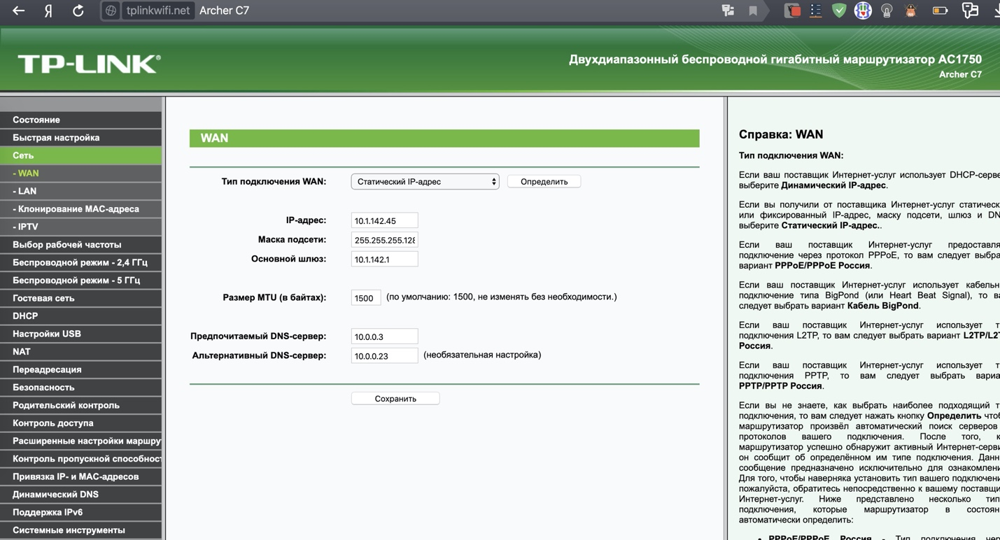 Я
tplinkwifi.net Archer C7
TP-LINK®
Двухдиапазонный беспроводной гигабитный маршрутизатор AC1750
Archer C7
Состояние
Быстрая настройка
Сеть
- WAN
- LAN
- Клонирование MAC-адреса
- IPTV
Выбор рабочей частоты
Беспроводной режим - 2,4 ГГц
Беспроводной режим - 5 ГГц
Гостевая сеть
DHCP
Настройки USB
NAT
Переадресация
Безопасность
Родительский контроль
Контроль доступа
Расширенные настройки маршру
Контроль пропускной способност
Привязка IP- и MAC-адресов
Динамический DNS
Поддержка IPv6
Системные инструменты
WAN
Тип подключения WAN: Статический IP-адрес Определить
IP-адрес: 10.1.142.45
Маска подсети: 255.255.255.128
Основной шлюз: 10.1.142.1
Размер MTU (в байтах): 1500 (по умолчанию: 1500, не изменять без необходимости.)
Предпочитаемый DNS-сервер: 10.0.0.3
Альтернативный DNS-сервер: 10.0.0.23 (необязательная настройка)
Сохранить
Справка: WAN
Тип подключения WAN:
Если ваш поставщик Интернет-услуг использует DHCP-серве
выберите Динамический IP-адрес.
Если вы получили от поставщика Интернет-услуг статическ
или фиксированный IP-адрес, маску подсети, шлюз и DN
выберите Статический IP-адрес..
Если ваш поставщик Интернет-услуг предоставля
подключение через протокол PPPoE, то вам следует выбра
вариант PPPoE/PPPoE Россия.
Если ваш поставщик Интернет-услуг использует кабельн
подключение типа BigPond (или Heart Beat Signal), то ва
следует выбрать вариант Кабель BigPond.
Если ваш поставщик Интернет-услуг использует т
подключения L2TP, то вам следует выбрать вариант L2TP/L2T
Россия.
Если ваш поставщик Интернет-услуг использует т
подключения PPTP, то вам следует выбрать вариа
PPTP/PPTP Россия.
Если вы не знаете, как выбрать наиболее подходящий т
подключения, то вам следует нажать кнопку Определить чтоб
маршрутизатор произвёл автоматический поиск серверов
протоколов вашего подключения. После того, к
маршрутизатор успешно обнаружит активный Интернет-серви
он сообщит об определённом им типе подключения. Данн
сообщение предназначено исключительно для ознакомлени
Для того, чтобы наверняка установить тип вашего подключени
пожалуйста, обратитесь непосредственно к вашему поставщи
Интернет-услуг. Ниже представлено несколько тип
подключения, которые маршрутизатор в состоян
автоматически определить:
• PPPoE/PPPoE Россия - Тип подключения чер